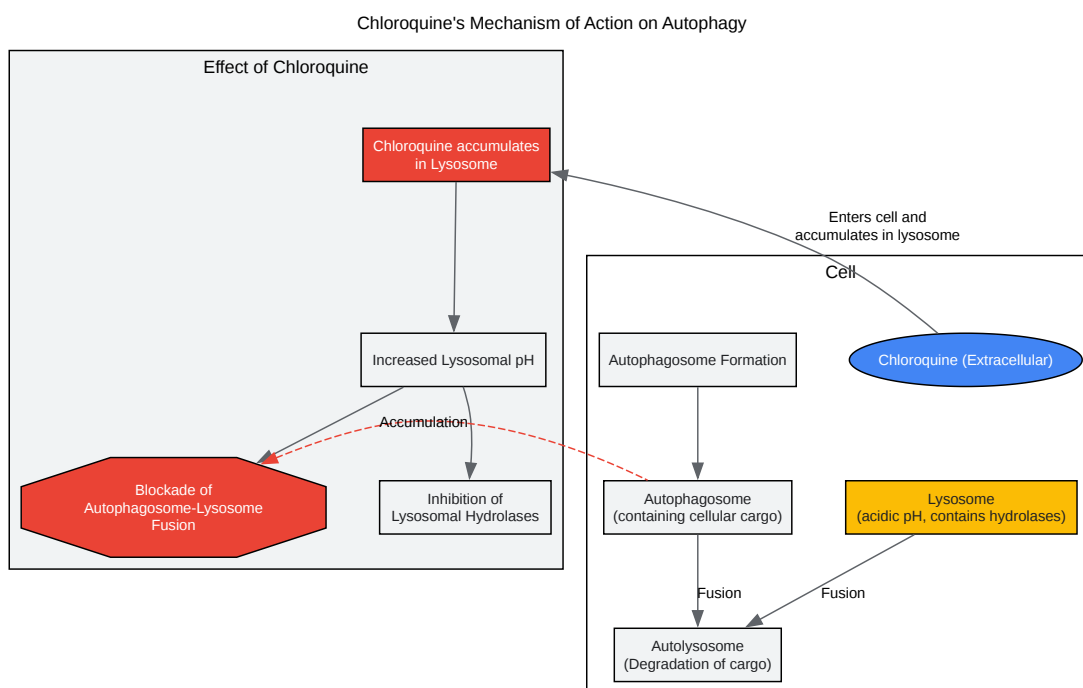 Chloroquine's Mechanism of Action on Autophagy
Effect of Chloroquine
Chloroquine accumulates
in Lysosome
Enters cell and
accumulates in lysosome
Cell
Increased Lysosomal pH
Autophagosome Formation
Chloroquine (Extracellular)
Accumulation
Blockade of
Autophagosome-Lysosome
Fusion
Inhibition of
Lysosomal Hydrolases
Autophagosome
(containing cellular cargo)
Lysosome
(acidic pH, contains hydrolases)
Fusion
Fusion
Autolysosome
(Degradation of cargo)